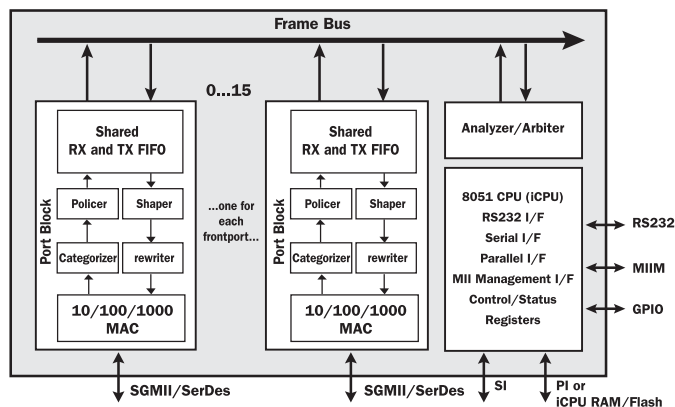 Frame Bus
0...15
Port Block
Shared
RX and TX FIFO
Policer
Shaper
Categorizer
rewriter
10/100/1000
MAC
SGMII/SerDes
...one for
each
frontport...
Port Block
Shared
RX and TX FIFO
Policer
Shaper
Categorizer
rewriter
10/100/1000
MAC
SGMII/SerDes
Analyzer/Arbiter
8051 CPU (iCPU)
RS232 I/F
Serial I/F
Parallel I/F
MII Management I/F
Control/Status
Registers
RS232
MIIM
GPIO
SI
PI or
iCPU RAM/Flash